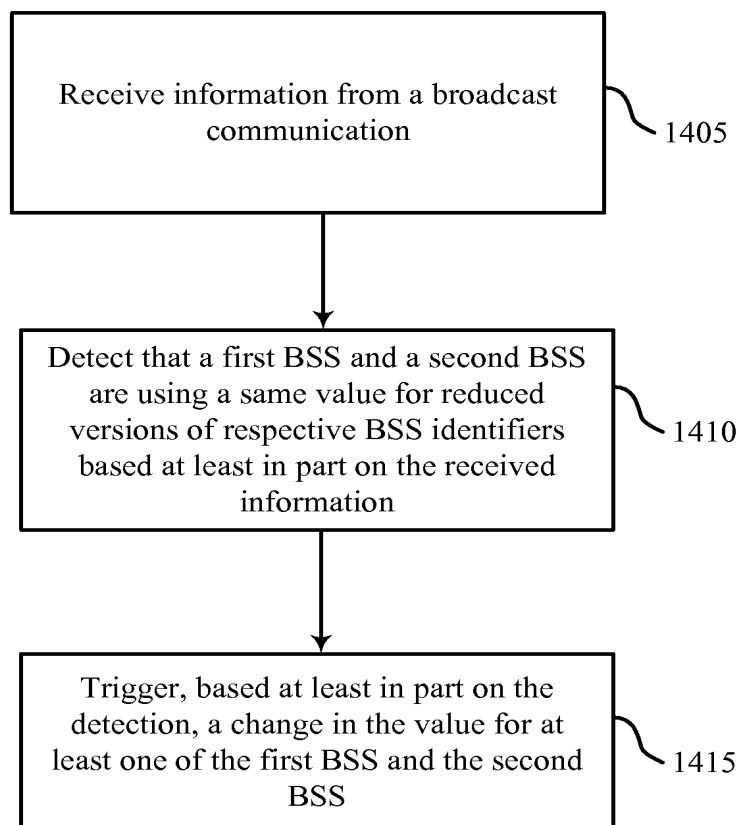 Receive information from a broadcast
communication
1405
Detect that a first BSS and a second BSS
are using a same value for reduced
versions of respective BSS identifiers
based at least in part on the received
information
1410
Trigger, based at least in part on the
detection, a change in the value for at
least one of the first BSS and the second
BSS
1415